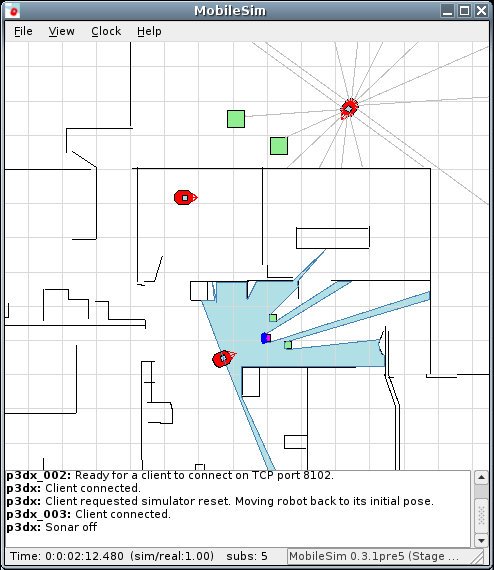 MobileSim
File View Clock Help
p3dx_002: Ready for a client to connect on TCP port 8102.
p3dx: Client connected.
p3dx: Client requested simulator reset. Moving robot back to its initial pose.
p3dx_003: Client connected.
p3dx: Sonar off
Time: 0:0:02:12.480 (sim/real:1.00) subs: 5 MobileSim 0.3.1pre5 (Stage ...